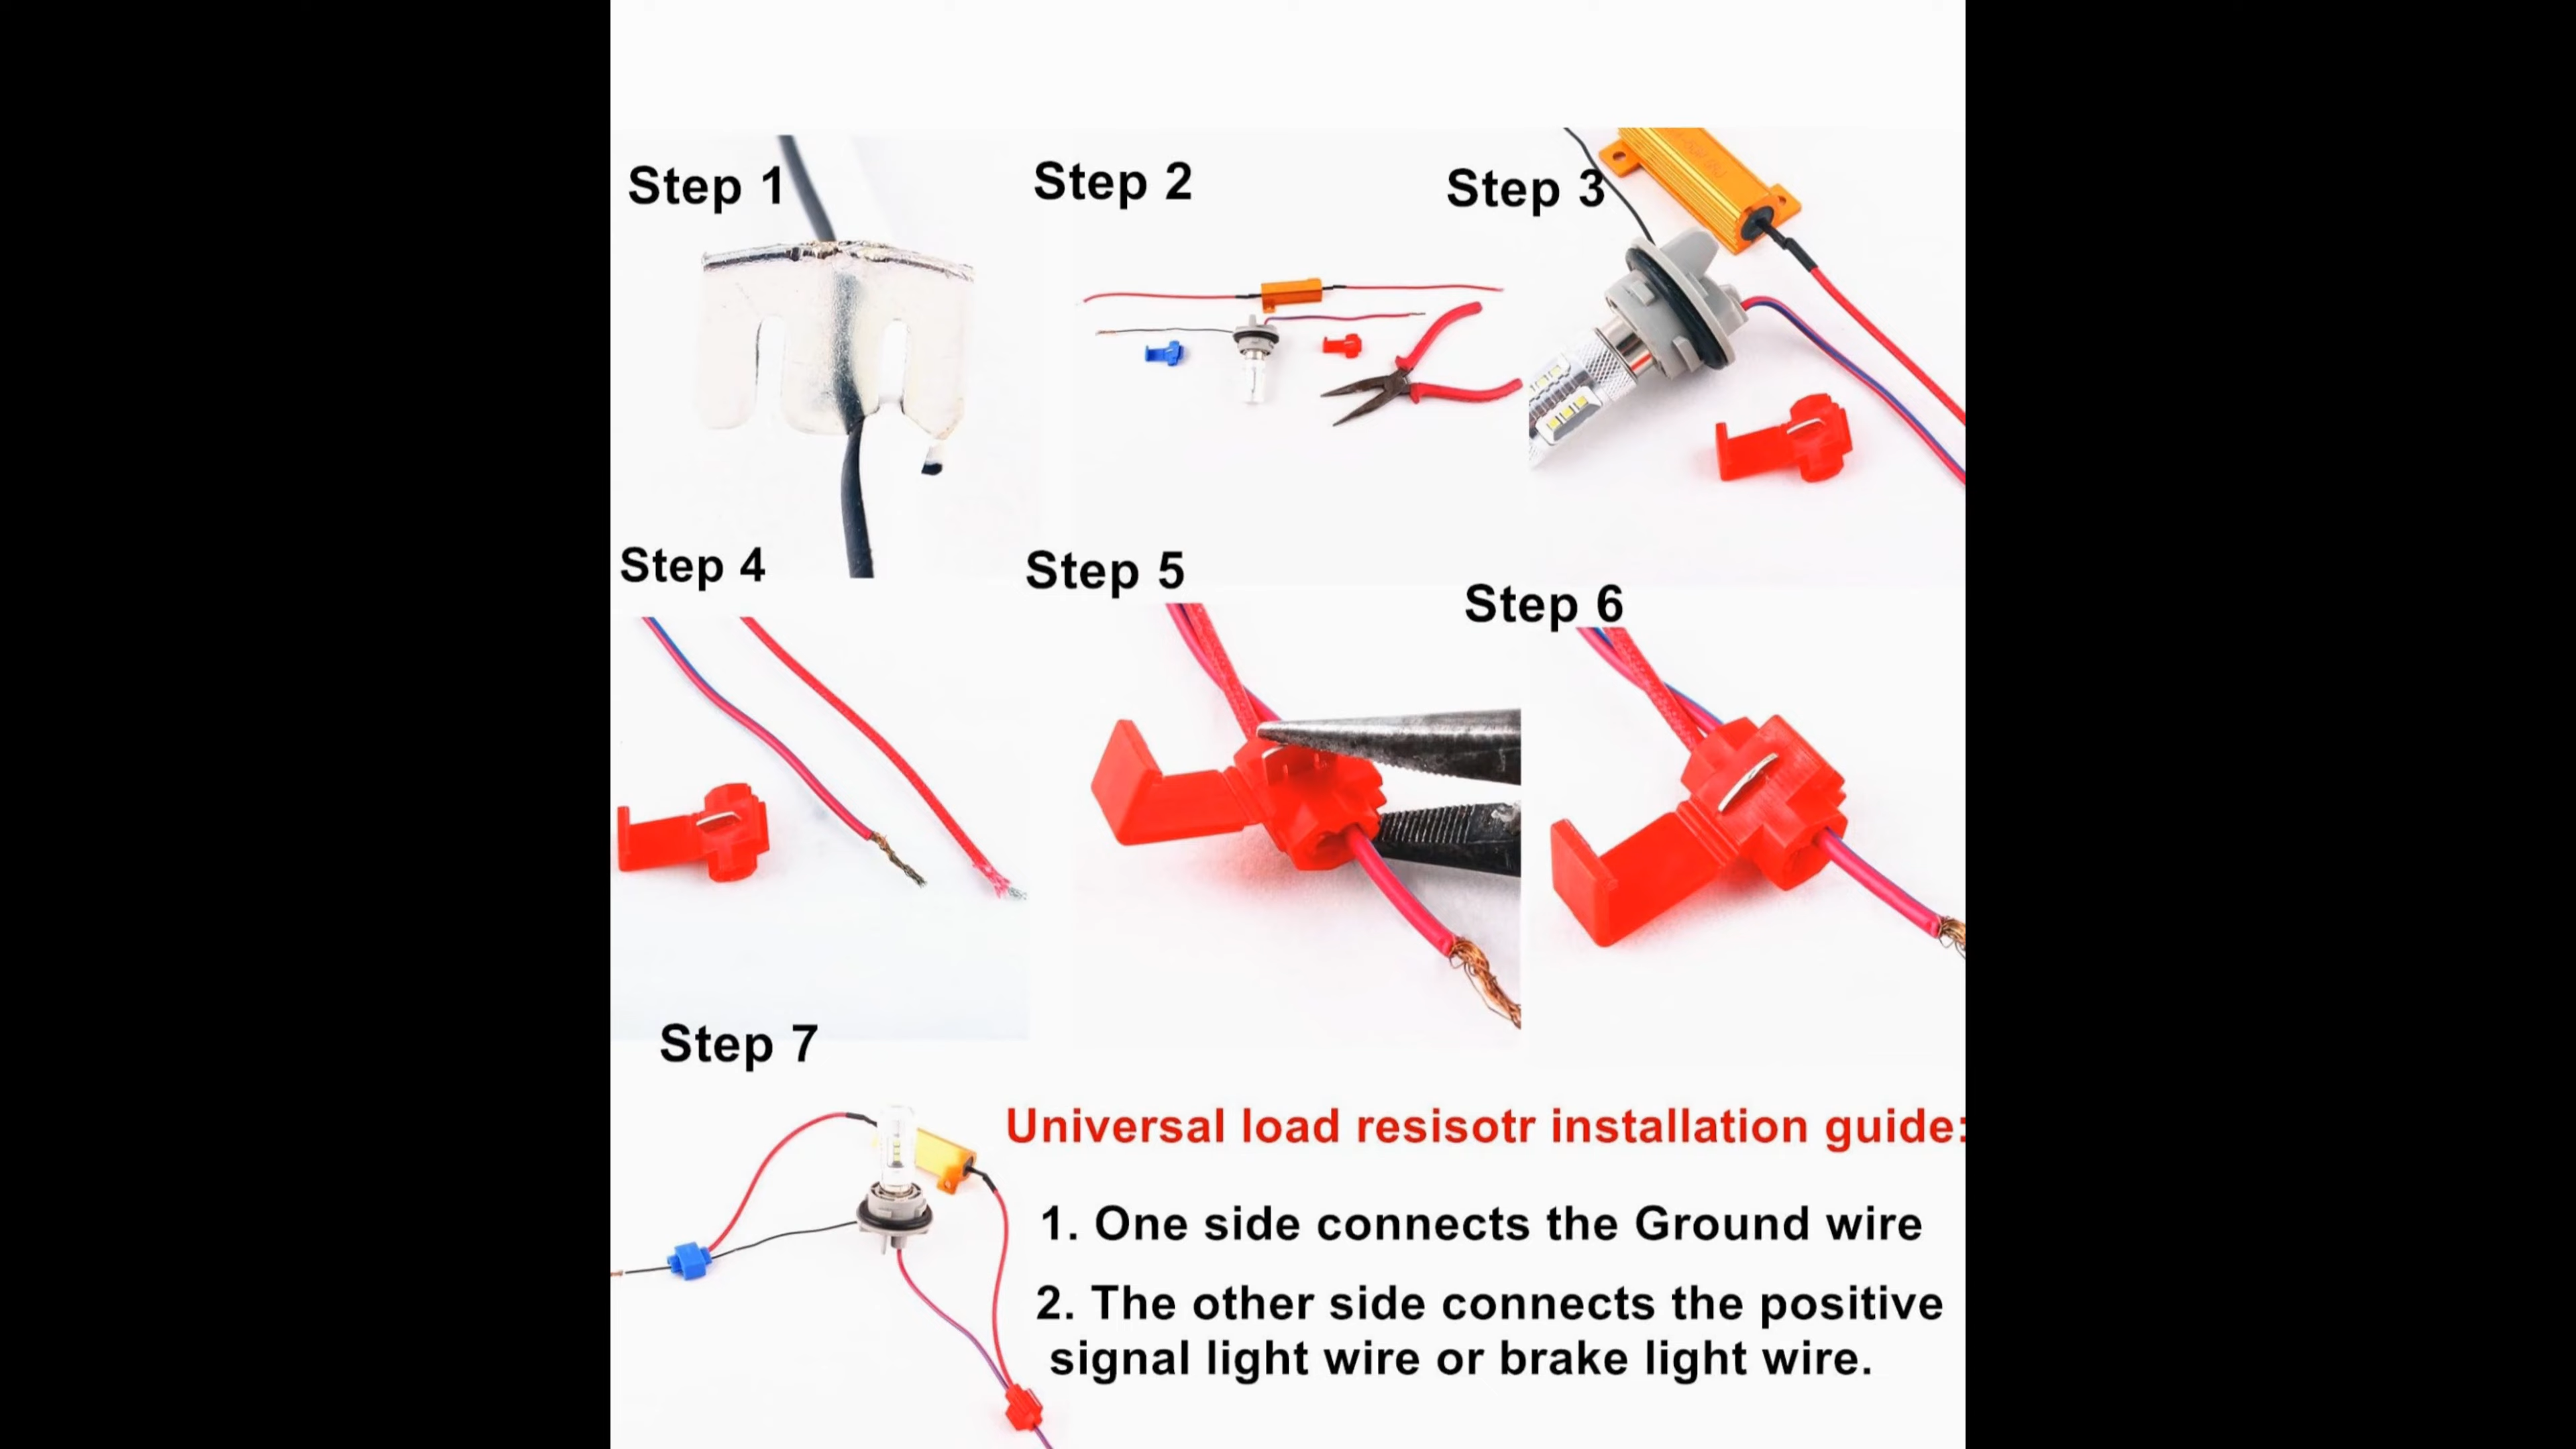 Step 1
Step 2
Step 3
Step 4
Step 5
Step 6
Step 7
Universal load resisotr installation guide:
1. One side connects the Ground wire
2. The other side connects the positive
signal light wire or brake light wire.